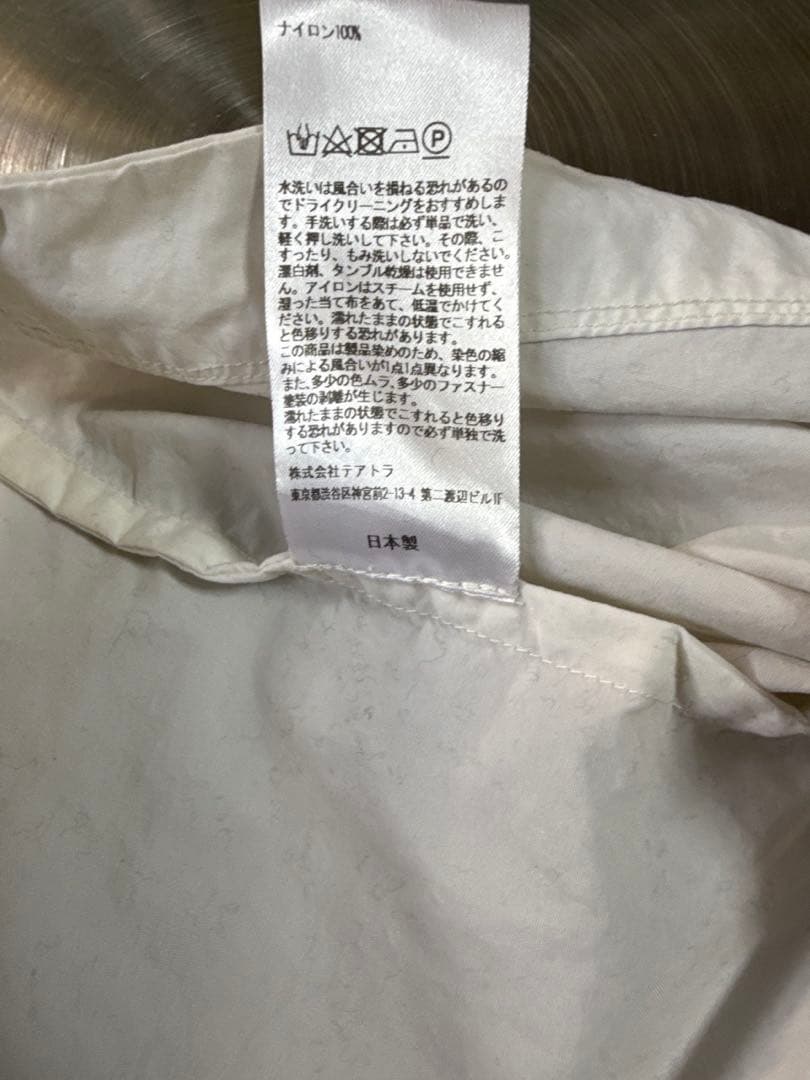 ナイロン100%
P
水洗いは風合いを損ねる恐れがあるの
でドライクリーニングをおすすめしま
す。手洗いする際は必ず単品で洗い、
軽く押し洗いして下さい。その際、こ
すったり、もみ洗いしないでください。
漂白剤、タンブル乾燥は使用できませ
ん。アイロンはスチームを使用せず、
湿った当て布をあて、低温でかけてく
ださい。濡れたままの状態でこすれる
と色移りする恐れがあります。
この商品は製品染めのため、染色の縮
みによる風合いが1点1点異なります。
また、多少の色ムラ、多少のファスナー
塗装の剥離が生じます。
濡れたままの状態でこすれると色移り
する恐れがありますので必ず単独で洗
って下さい。
株式会社テアトラ
東京都渋谷区神宮前2-13-4 第二渡辺ビル1F
日本製